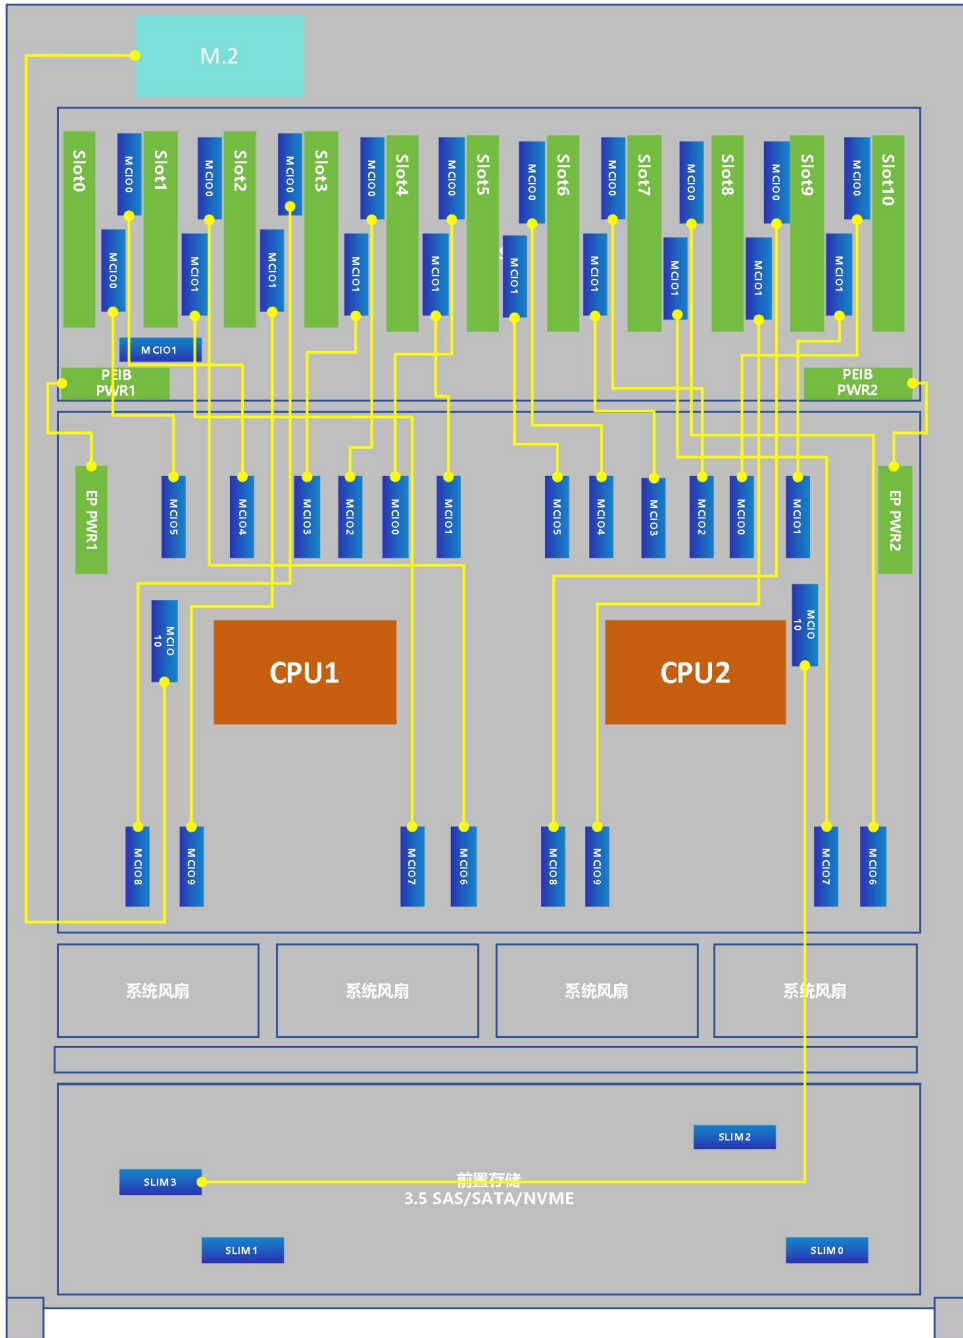 M.2
Slot0
MCIO0
Slot1
MCIO0
Slot2
MCIO0
Slot3
MCIO0
Slot4
MCIO0
Slot5
MCIO0
Slot6
MCIO0
Slot7
MCIO0
Slot8
MCIO0
Slot9
MCIO0
Slot10
MCIO0
MCIO1
MCIO1
MCIO1
MCIO1
MCIO1
MCIO1
MCIO1
MCIO1
MCIO1
MCIO1
PEIB
PWR1
PEIB
PWR2
EP PWR1
MCIO5
MCIO4
MCIO3
MCIO2
MCIO0
MCIO1
MCIO5
MCIO4
MCIO3
MCIO2
MCIO0
MCIO1
EP PWR2
MCIO
10
CPU1
CPU2
MCIO
10
MCIO8
MCIO9
MCIO7
MCIO6
MCIO8
MCIO9
MCIO7
MCIO6
系统风扇
系统风扇
系统风扇
系统风扇
SLIM2
SLIM3
前置存储
3.5 SAS/SATA/NVME
SLIM1
SLIM0